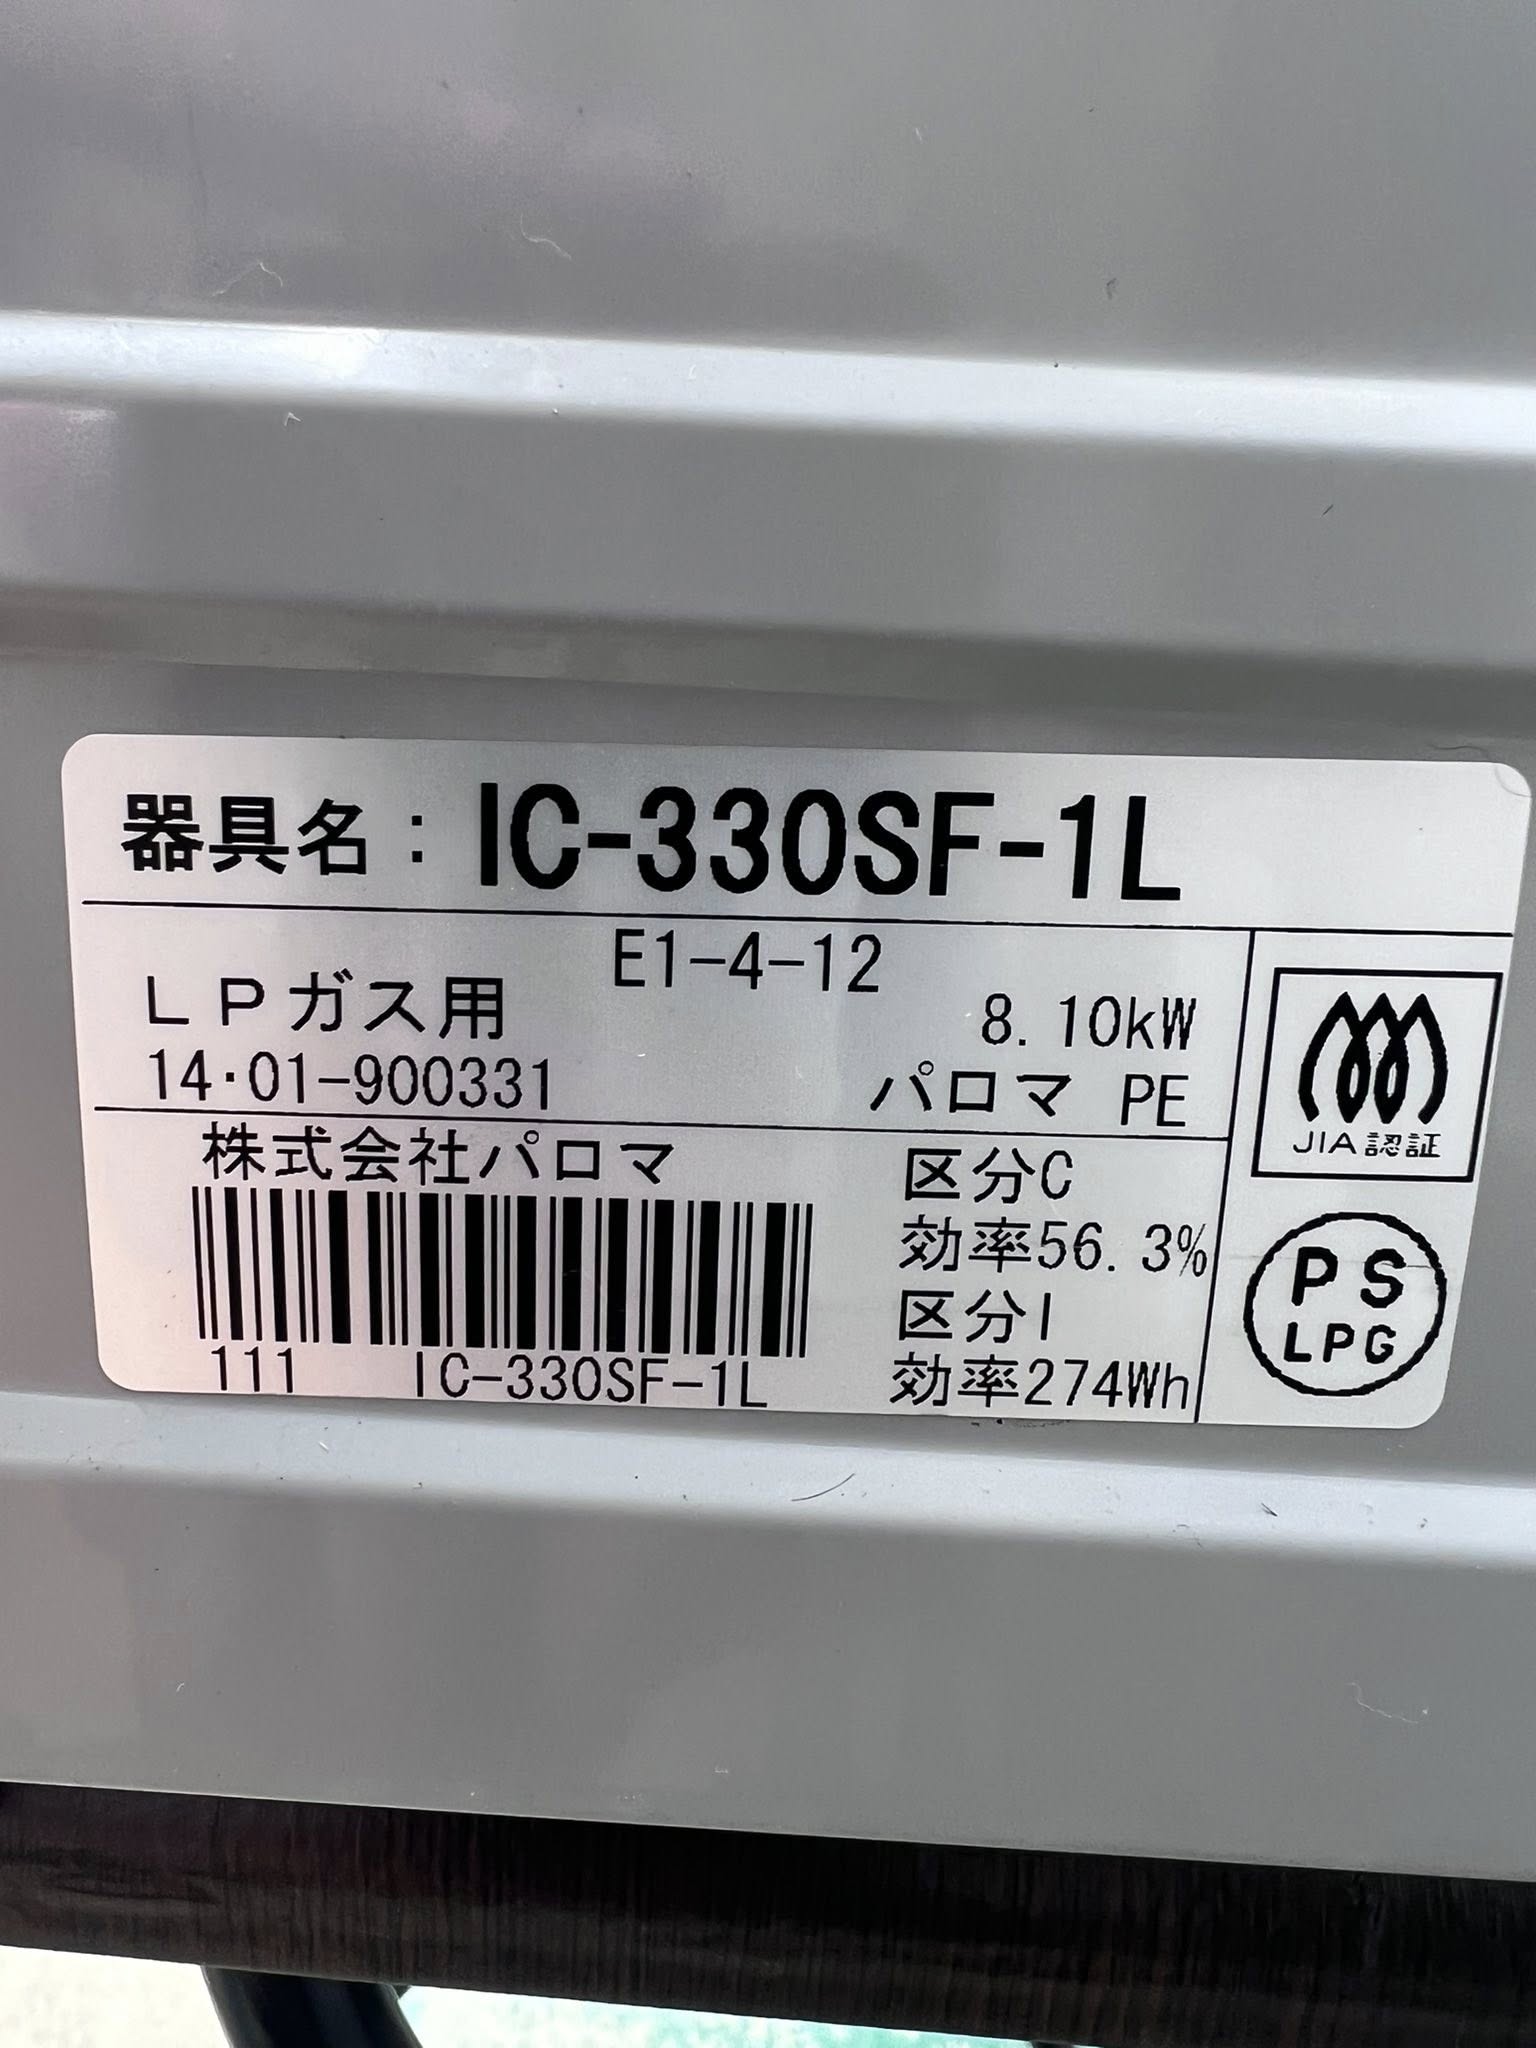 器具名：IC-330SF-1L
E1-4-12
LPガス用
8.10kW
14･01-900331
パロマ PE
JIA認証
株式会社パロマ
区分C
効率56.3%
区分I
効率274Wh
111 IC-330SF-1L
PS
LPG